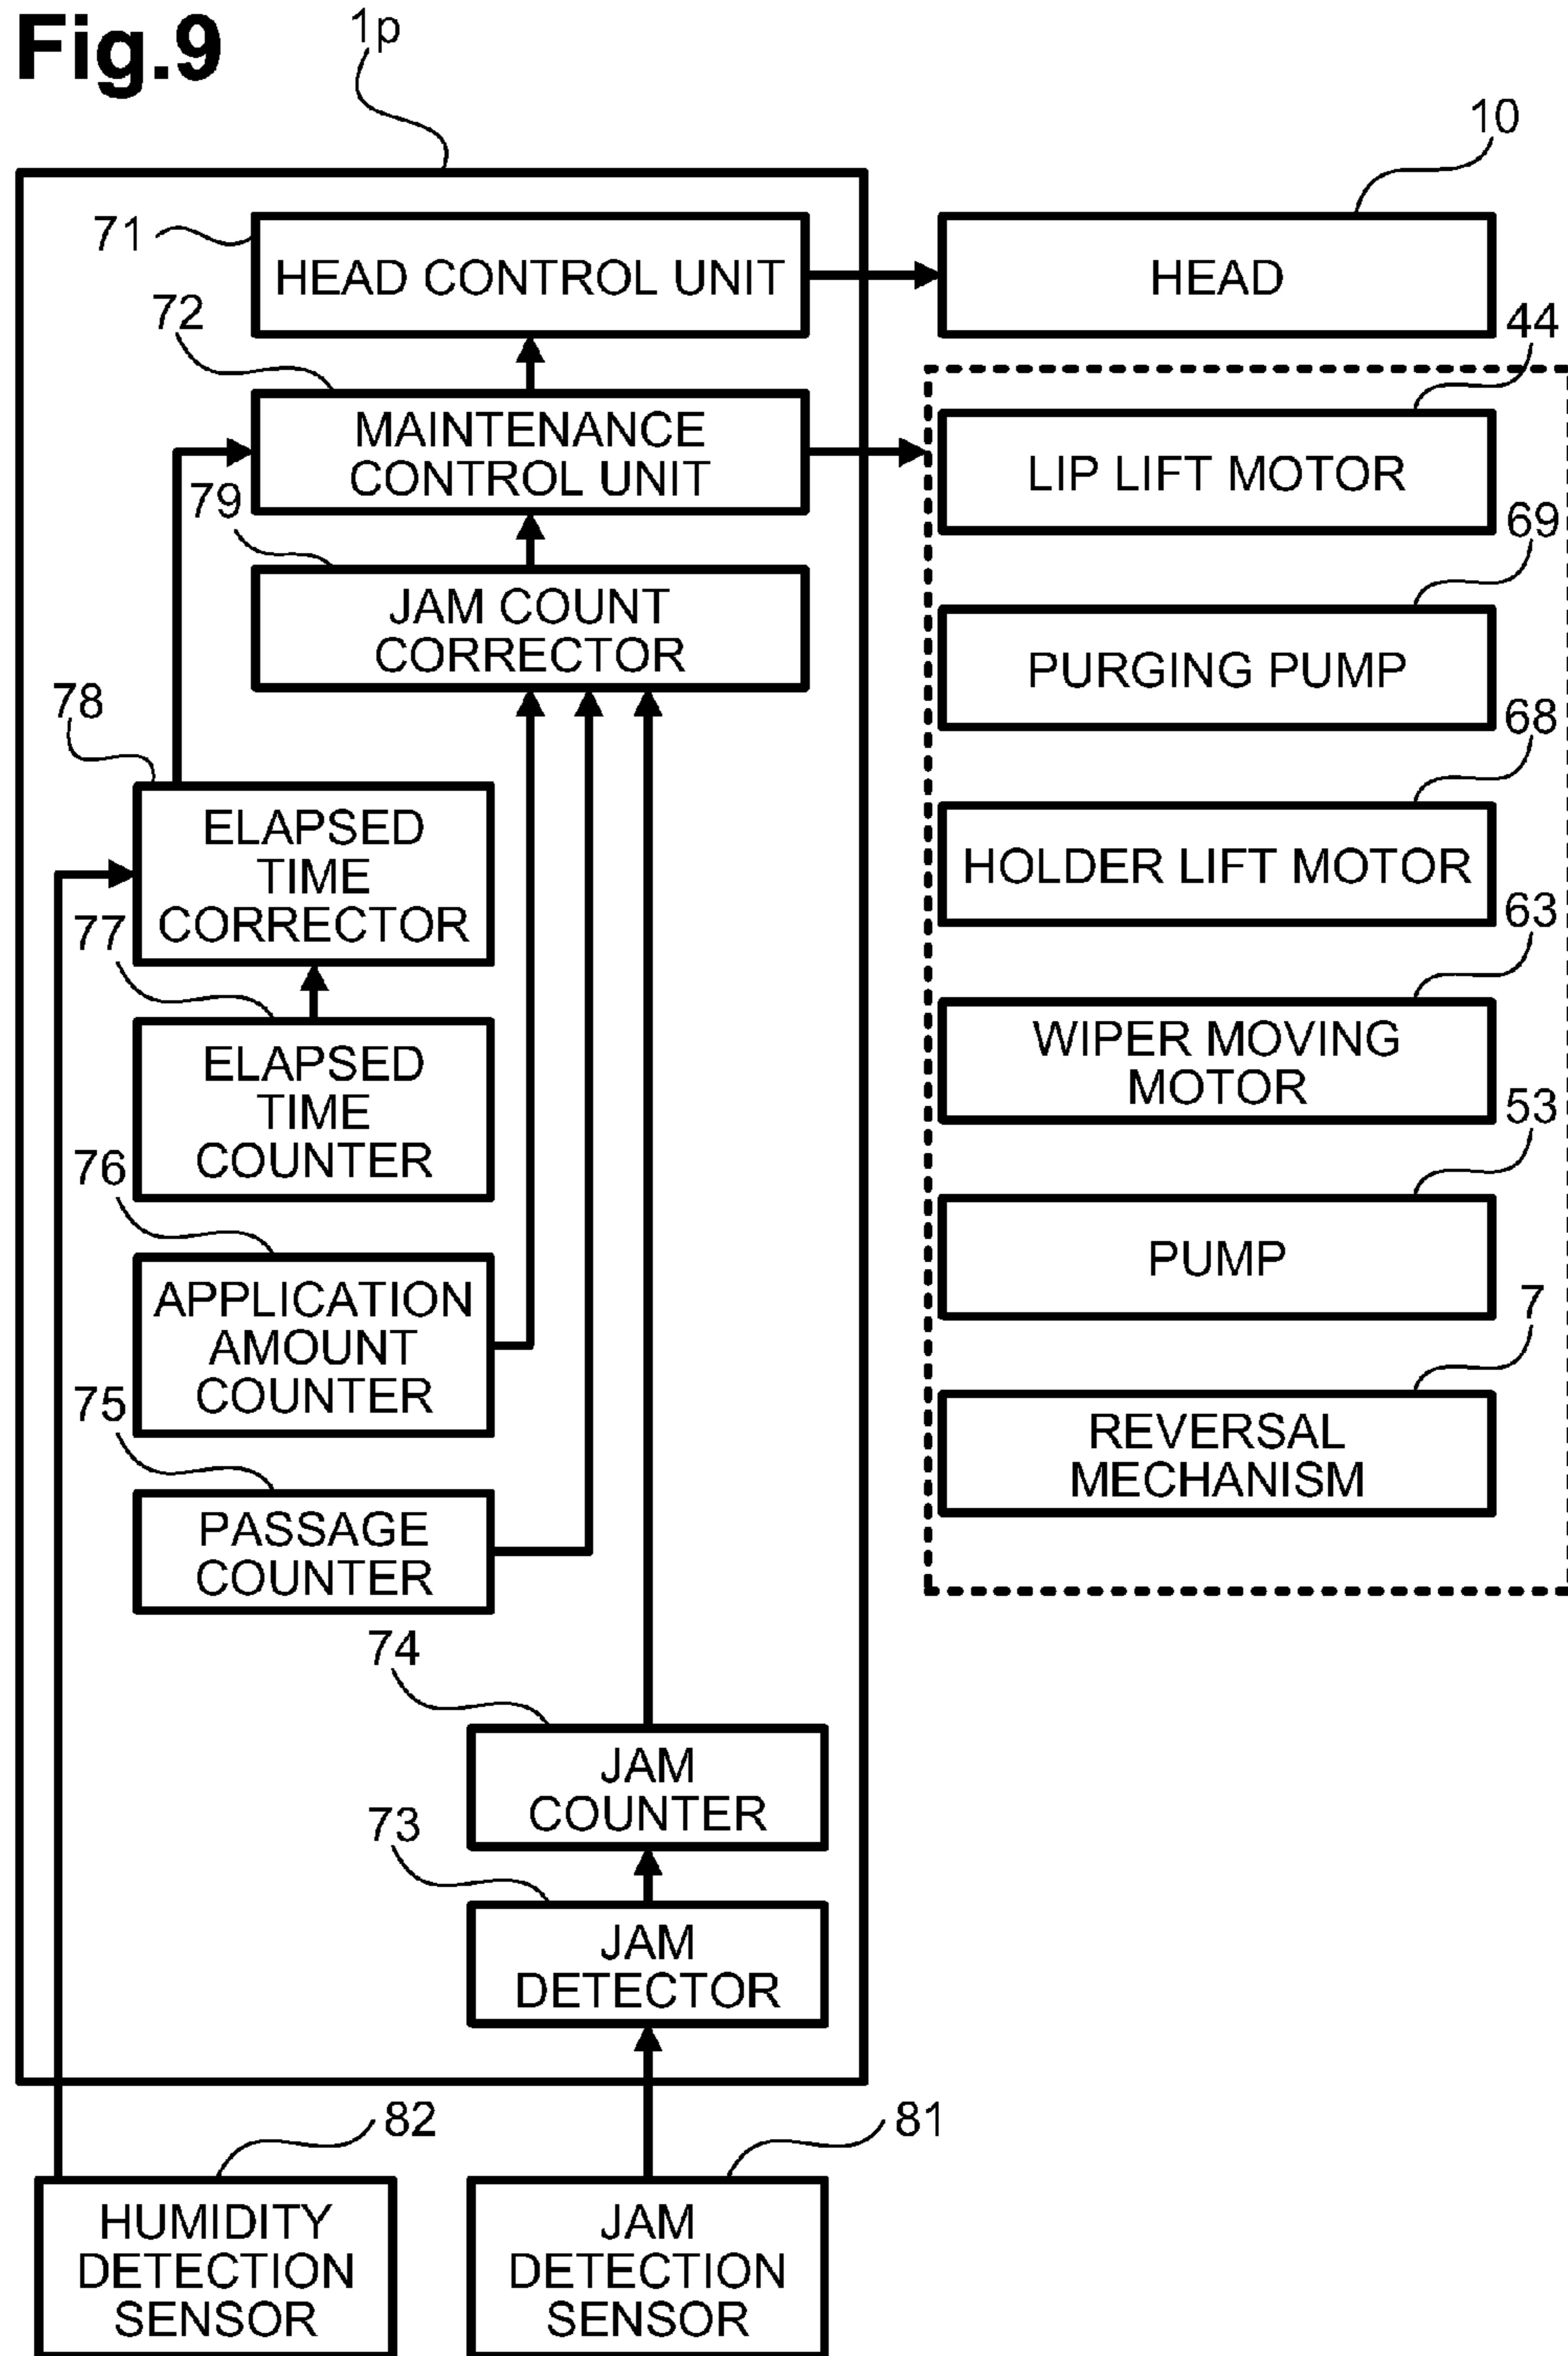 Fig.9
1p
10
71
HEAD CONTROL UNIT
HEAD
72
44
MAINTENANCE
CONTROL UNIT
LIP LIFT MOTOR
79
69
JAM COUNT
CORRECTOR
PURGING PUMP
78
68
ELAPSED
TIME
CORRECTOR
HOLDER LIFT MOTOR
77
63
ELAPSED
TIME
COUNTER
WIPER MOVING
MOTOR
76
53
APPLICATION
AMOUNT
COUNTER
PUMP
75
7
PASSAGE
COUNTER
REVERSAL
MECHANISM
74
JAM
COUNTER
73
JAM
DETECTOR
82
81
HUMIDITY
DETECTION
SENSOR
JAM
DETECTION
SENSOR